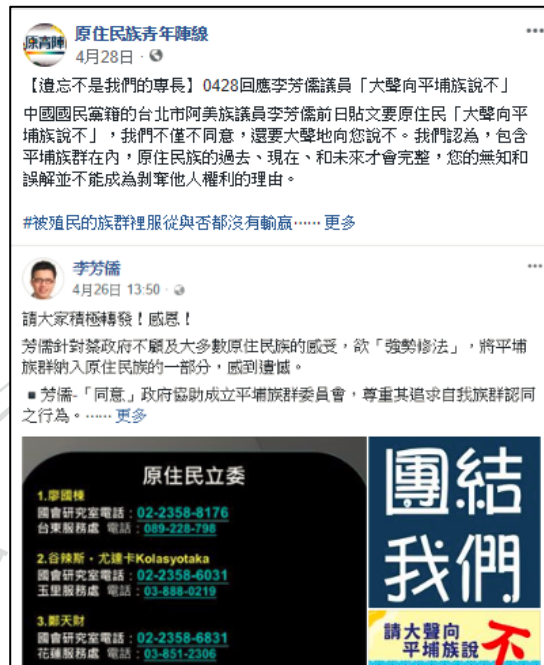 原住民族青年陣線
原青陣
4月28日
【遺忘不是我們的專長】0428回應李芳儒議員「大聲向平埔族說不」
中國國民黨籍的台北市阿美族議員李芳儒前日貼文要原住民「大聲向平
埔族說不」，我們不僅不同意，還要大聲地向您說不。我們認為，包含
平埔族群在內，原住民族的過去、現在、和未來才會完整，您的無知和
誤解並不能成為剝奪他人權利的理由。
#被殖民的族群裡服從與否都沒有輸贏⋯⋯ 更多
李芳儒
4月26日 13:50
請大家積極轉發！感恩！
芳儒針對蔡政府不顧及大多數原住民族的感受，欲「強勢修法」，將平埔
族群納入原住民族的一部分，感到遺憾。
■ 芳儒-「同意」政府協助成立平埔族群委員會，尊重其追求自我族群認同
之行為。⋯⋯ 更多
原住民立委
1.廖國棟
國會研究室電話：02-2358-8176
台東服務處 電話：089-228-798
2.谷辣斯・尤達卡Kolasyotaka
國會研究室電話：02-2358-6031
玉里服務處 電話：03-888-0219
3.鄭天財
國會研究室電話：02-2358-6831
花蓮服務處 電話：03-851-2306
團結
我們
請大聲向
平埔族說 不